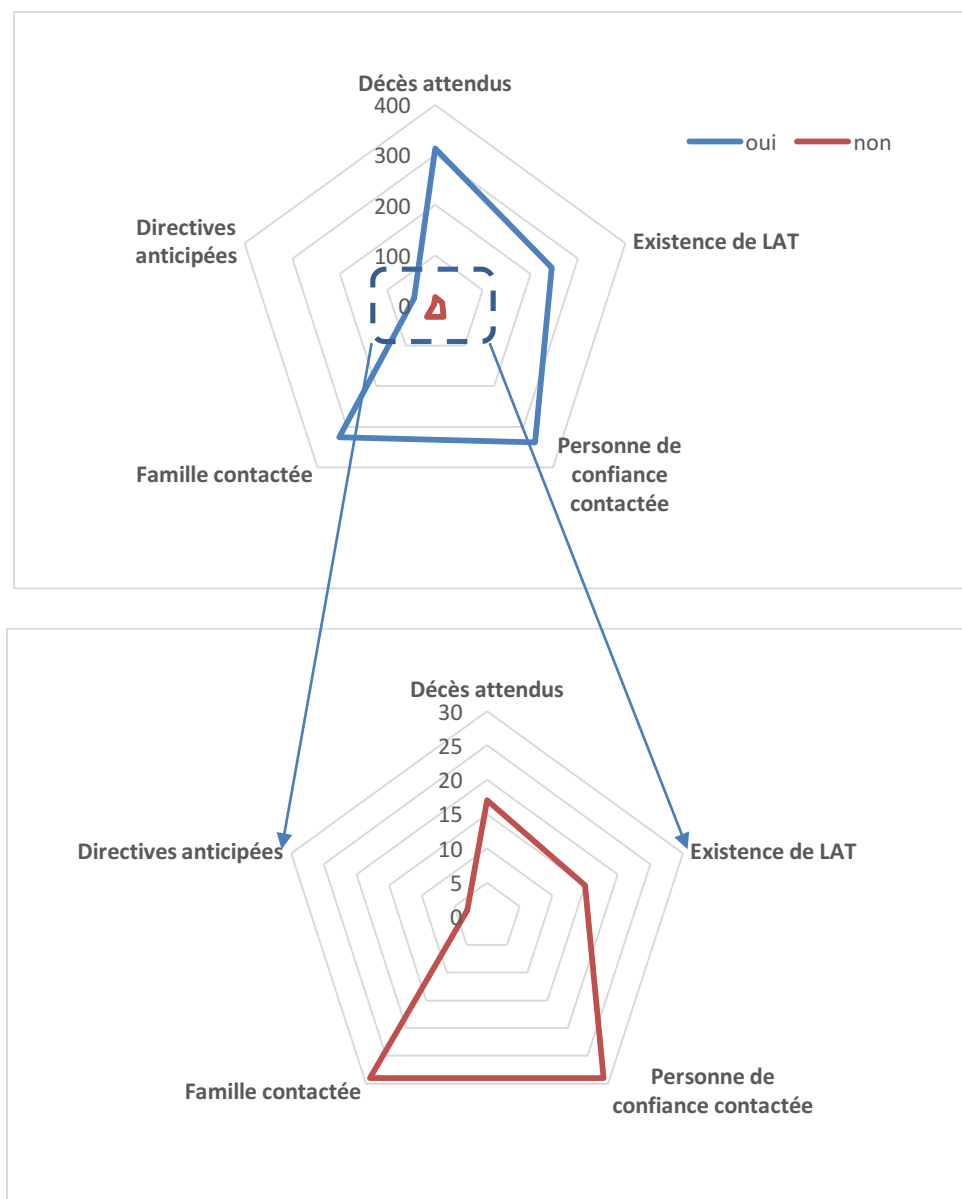 Décès attendus
400
300
200
100
0
oui
non
Directives
anticipées
Existence de LAT
Famille contactée
Personne de
confiance
contactée
Décès attendus
30
25
20
15
10
5
0
Directives anticipées
Existence de LAT
Famille contactée
Personne de
confiance contactée